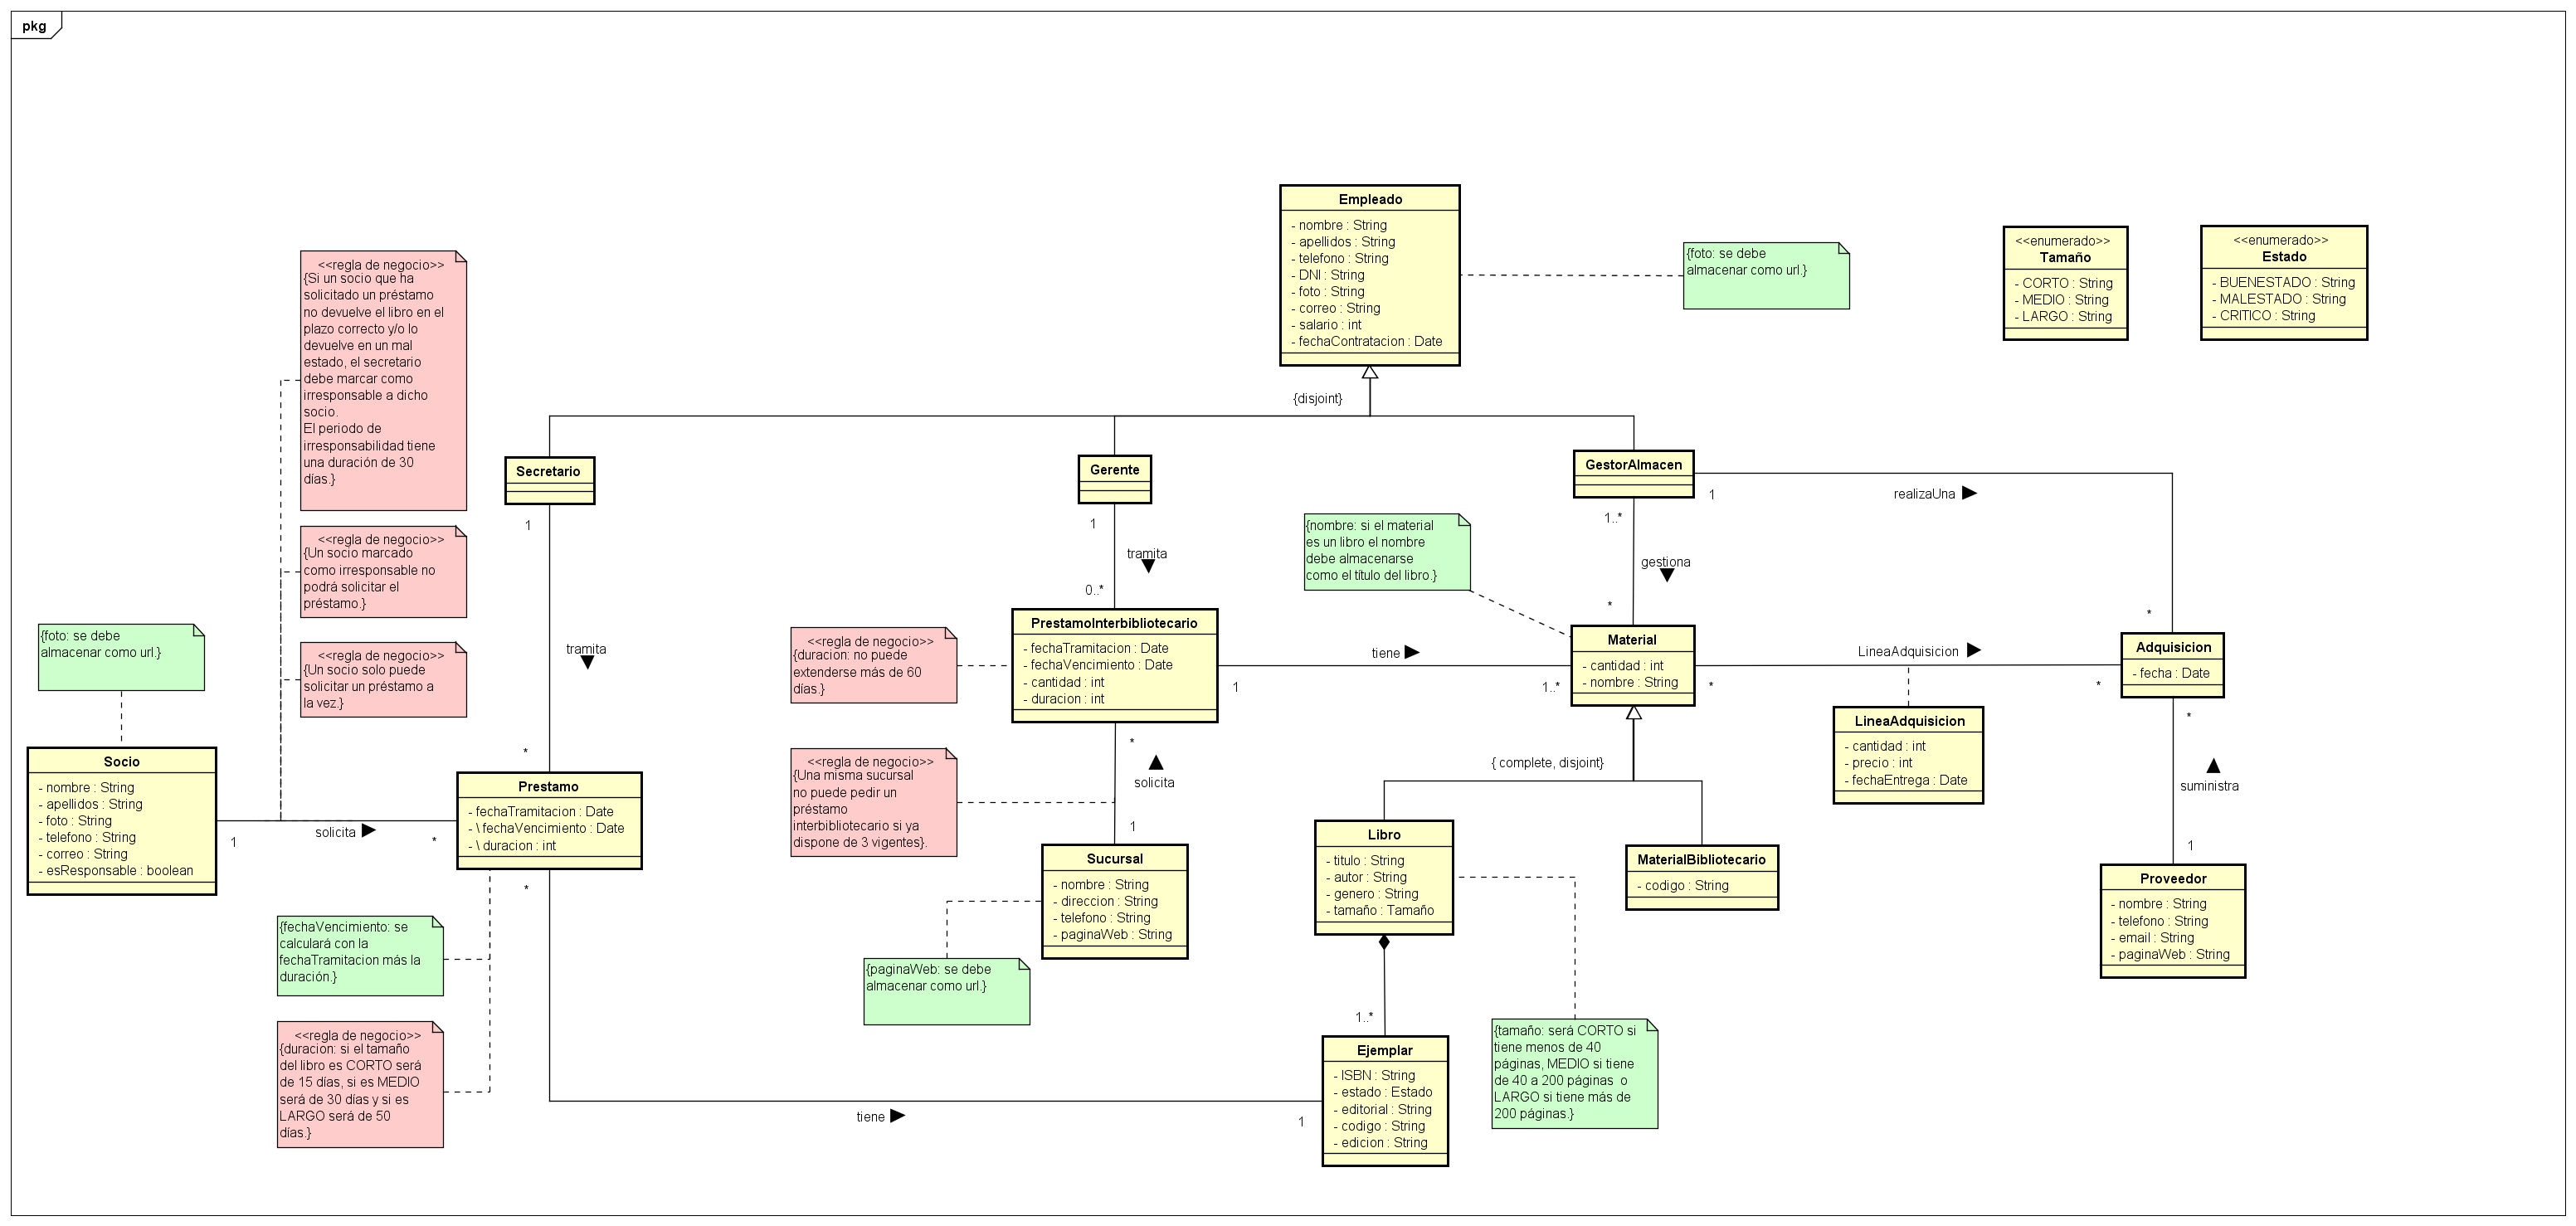 pkg
Empleado
- nombre : String
- apellidos : String
- telefono : String
- DNI : String
- foto : String
- correo : String
- salario : int
- fechaContratacion : Date
{foto: se debe
almacenar como url.}
<<enumerado>>
Tamaño
- CORTO : String
- MEDIO : String
- LARGO : String
<<enumerado>>
Estado
- BUENESTADO : String
- MALESTADO : String
- CRITICO : String
<<regla de negocio>>
{Si un socio que ha
solicitado un préstamo
no devuelve el libro en el
plazo correcto y/o lo
devuelve en un mal
estado, el secretario
debe marcar como
irresponsable a dicho
socio.
El periodo de
irresponsabilidad tiene
una duración de 30
días.}
{disjoint}
Secretario
1
Gerente
1
GestorAlmacen
1
1..*
realizaUna
<<regla de negocio>>
{Un socio marcado
como irresponsable no
podrá solicitar el
préstamo.}
{nombre: si el material
es un libro el nombre
debe almacenarse
como el título del libro.}
tramita
0..*
gestiona
*
*
<<regla de negocio>>
{Un socio solo puede
solicitar un préstamo a
la vez.}
{foto: se debe
almacenar como url.}
tramita
*
<<regla de negocio>>
{duracion: no puede
extenderse más de 60
días.}
PrestamoInterbibliotecario
- fechaTramitacion : Date
- fechaVencimiento : Date
- cantidad : int
- duracion : int
tiene
1
1..*
Material
- cantidad : int
- nombre : String
LineaAdquisicion
*
*
Adquisicion
- fecha : Date
LineaAdquisicion
- cantidad : int
- precio : int
- fechaEntrega : Date
*
suministra
1
Proveedor
- nombre : String
- telefono : String
- email : String
- paginaWeb : String
Socio
- nombre : String
- apellidos : String
- foto : String
- telefono : String
- correo : String
- esResponsable : boolean
1
solicita
*
Prestamo
- fechaTramitacion : Date
- \ fechaVencimiento : Date
- \ duracion : int
*
<<regla de negocio>>
{Una misma sucursal
no puede pedir un
préstamo
interbibliotecario si ya
dispone de 3 vigentes}.
*
solicita
1
Sucursal
- nombre : String
- direccion : String
- telefono : String
- paginaWeb : String
{paginaWeb: se debe
almacenar como url.}
{ complete, disjoint}
Libro
- titulo : String
- autor : String
- genero : String
- tamaño : Tamaño
MaterialBibliotecario
- codigo : String
{fechaVencimiento: se
calculará con la
fechaTramitacion más la
duración.}
<<regla de negocio>>
{duracion: si el tamaño
del libro es CORTO será
de 15 días, si es MEDIO
será de 30 días y si es
LARGO será de 50
días.}
1..*
Ejemplar
- ISBN : String
- estado : Estado
- editorial : String
- codigo : String
- edicion : String
tiene
1
{tamaño: será CORTO si
tiene menos de 40
páginas, MEDIO si tiene
de 40 a 200 páginas o
LARGO si tiene más de
200 páginas.}